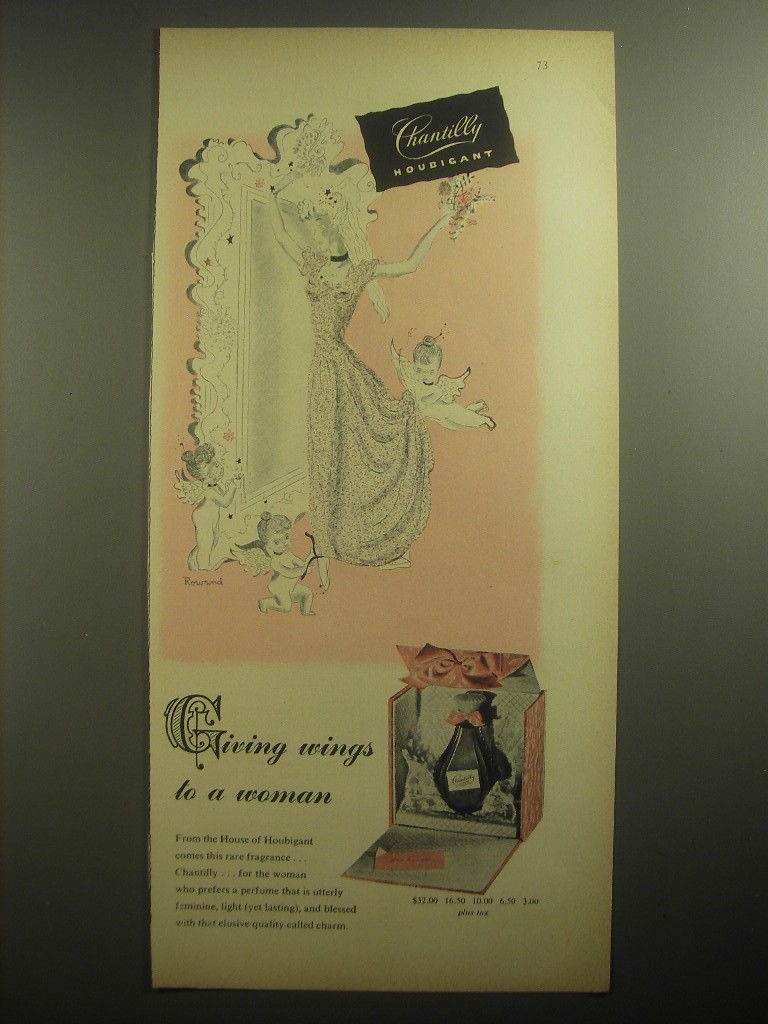 73
Chantilly
HOUBIGANT
Giving wings
to a woman
From the House of Houbigant
comes this rare fragrance ...
Chantilly ... for the woman
who prefers a perfume that is utterly
feminine, light (yet lasting), and blessed
with that elusive quality called charm.
Chantilly
$32.00 16.50 10.00 6.50 3.00
plus tax